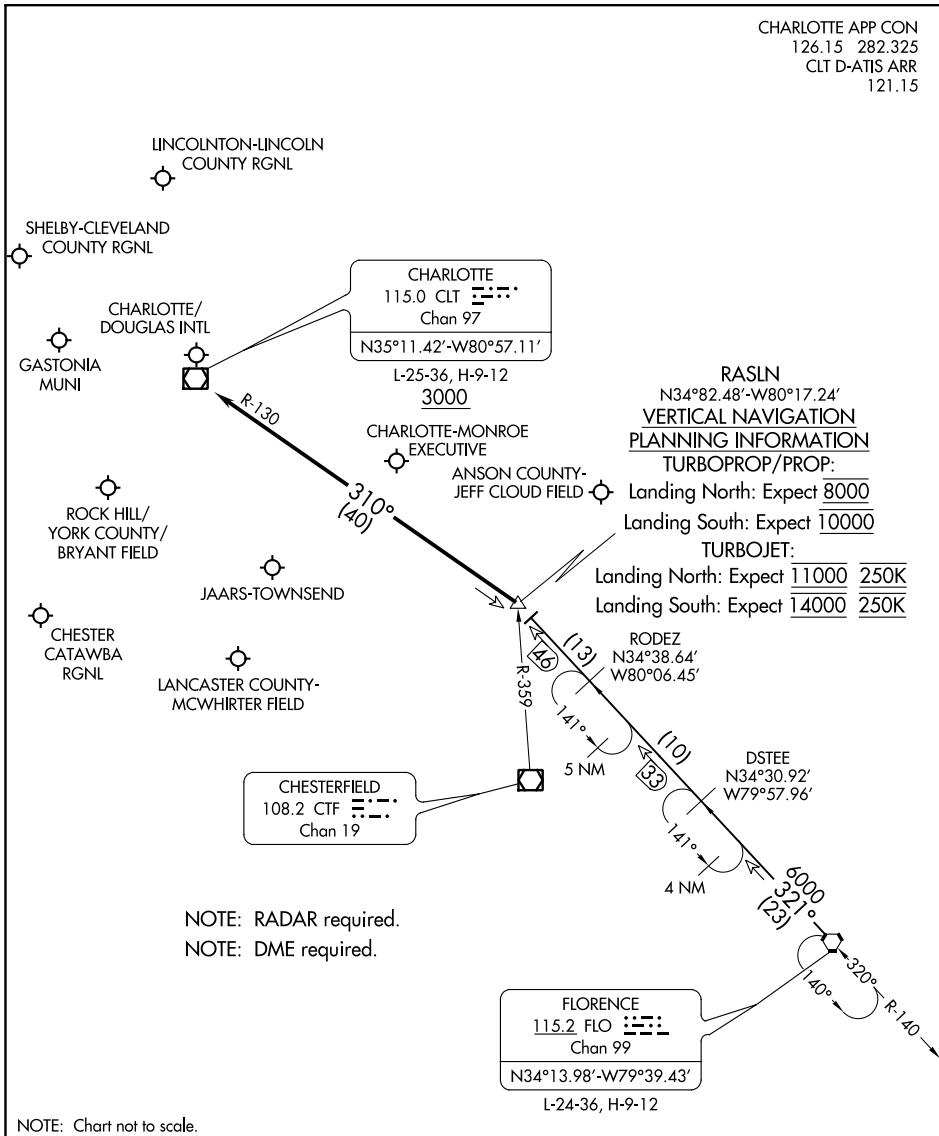 CHARLOTTE APP CON
126.15 282.325
CLT D-ATIS ARR
121.15
LINCOLNTON-LINCOLN
COUNTY RGNL
SHELBY-CLEVELAND
COUNTY RGNL
CHARLOTTE/
DOUGLAS INTL
GASTONIA
MUNI
CHARLOTTE
115.0 CLT
Chan 97
N35°11.42'-W80°57.11'
L-25-36, H-9-12
3000
R-130
CHARLOTTE-MONROE
EXECUTIVE
ANSON COUNTY-
JEFF CLOUD FIELD
RASLN
N34°82.48'-W80°17.24'
VERTICAL NAVIGATION
PLANNING INFORMATION
TURBOPROP/PROP:
Landing North: Expect 8000
Landing South: Expect 10000
TURBOJET:
Landing North: Expect 11000 250K
Landing South: Expect 14000 250K
310°
(40)
ROCK HILL/
YORK COUNTY/
BRYANT FIELD
JAARS-TOWNSEND
CHESTER
CATAWBA
RGNL
LANCASTER COUNTY-
MCWHIRTER FIELD
(13)
46
RODEZ
N34°38.64'
W80°06.45'
R-359
141°
5 NM
(10)
33
DSTEE
N34°30.92'
W79°57.96'
141°
4 NM
CHESTERFIELD
108.2 CTF
Chan 19
6000
321°
(23)
NOTE: RADAR required.
NOTE: DME required.
140°
320°
R-140
FLORENCE
115.2 FLO
Chan 99
N34°13.98'-W79°39.43'
L-24-36, H-9-12
NOTE: Chart not to scale.